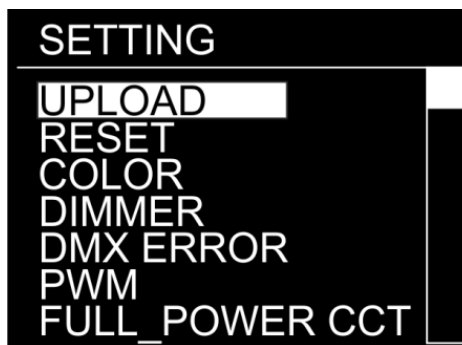 SETTING
UPLOAD
RESET
COLOR
DIMMER
DMX ERROR
PWM
FULL_POWER CCT